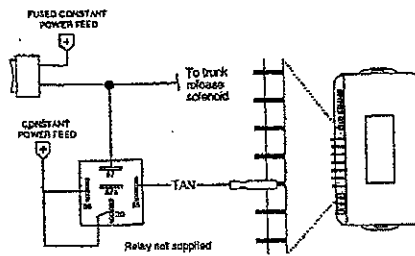 FUSED CONSTANT
POWER FEED
To trunk
release
solenoid
CONSTANT
POWER FEED
TAN
Relay not supplied